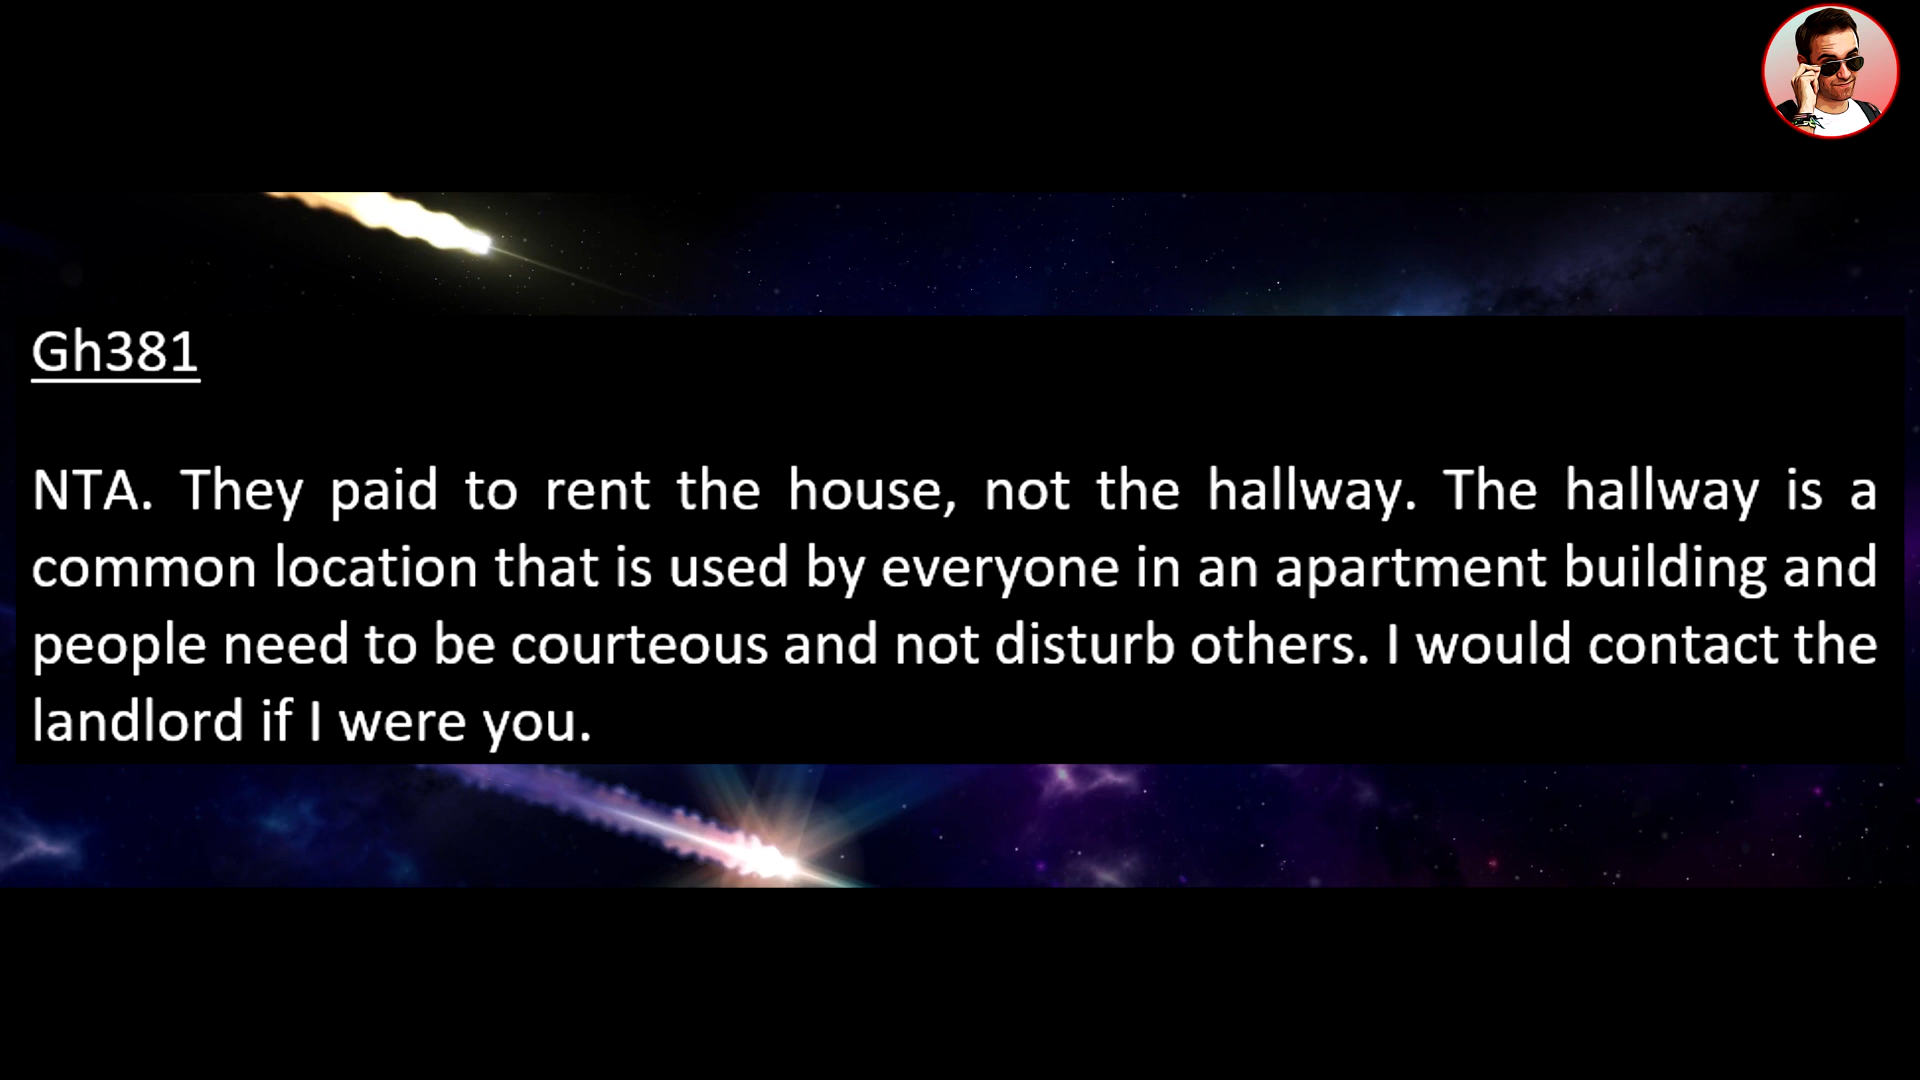 Gh381
NTA. They paid to rent the house, not the hallway. The hallway is a
common location that is used by everyone in an apartment building and
people need to be courteous and not disturb others. I would contact the
landlord if I were you.